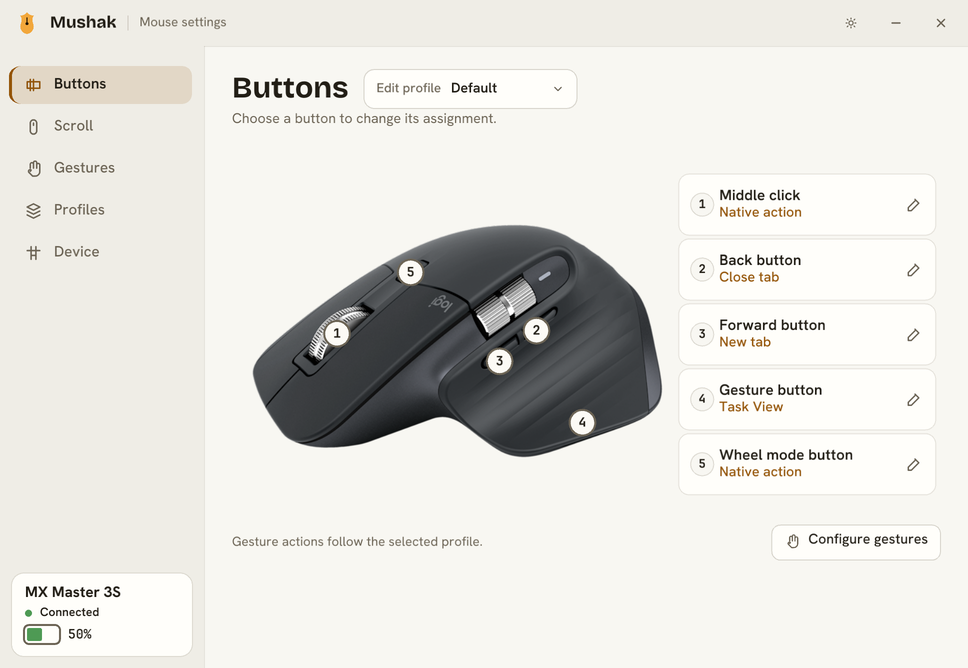 Mushak
Mouse settings
Buttons
Scroll
Gestures
Profiles
Device
MX Master 3S
Connected
50%
Buttons
Edit profile Default
Choose a button to change its assignment.
5
1
2
3
4
logi
1 Middle click
Native action
2 Back button
Close tab
3 Forward button
New tab
4 Gesture button
Task View
5 Wheel mode button
Native action
Gesture actions follow the selected profile.
Configure gestures